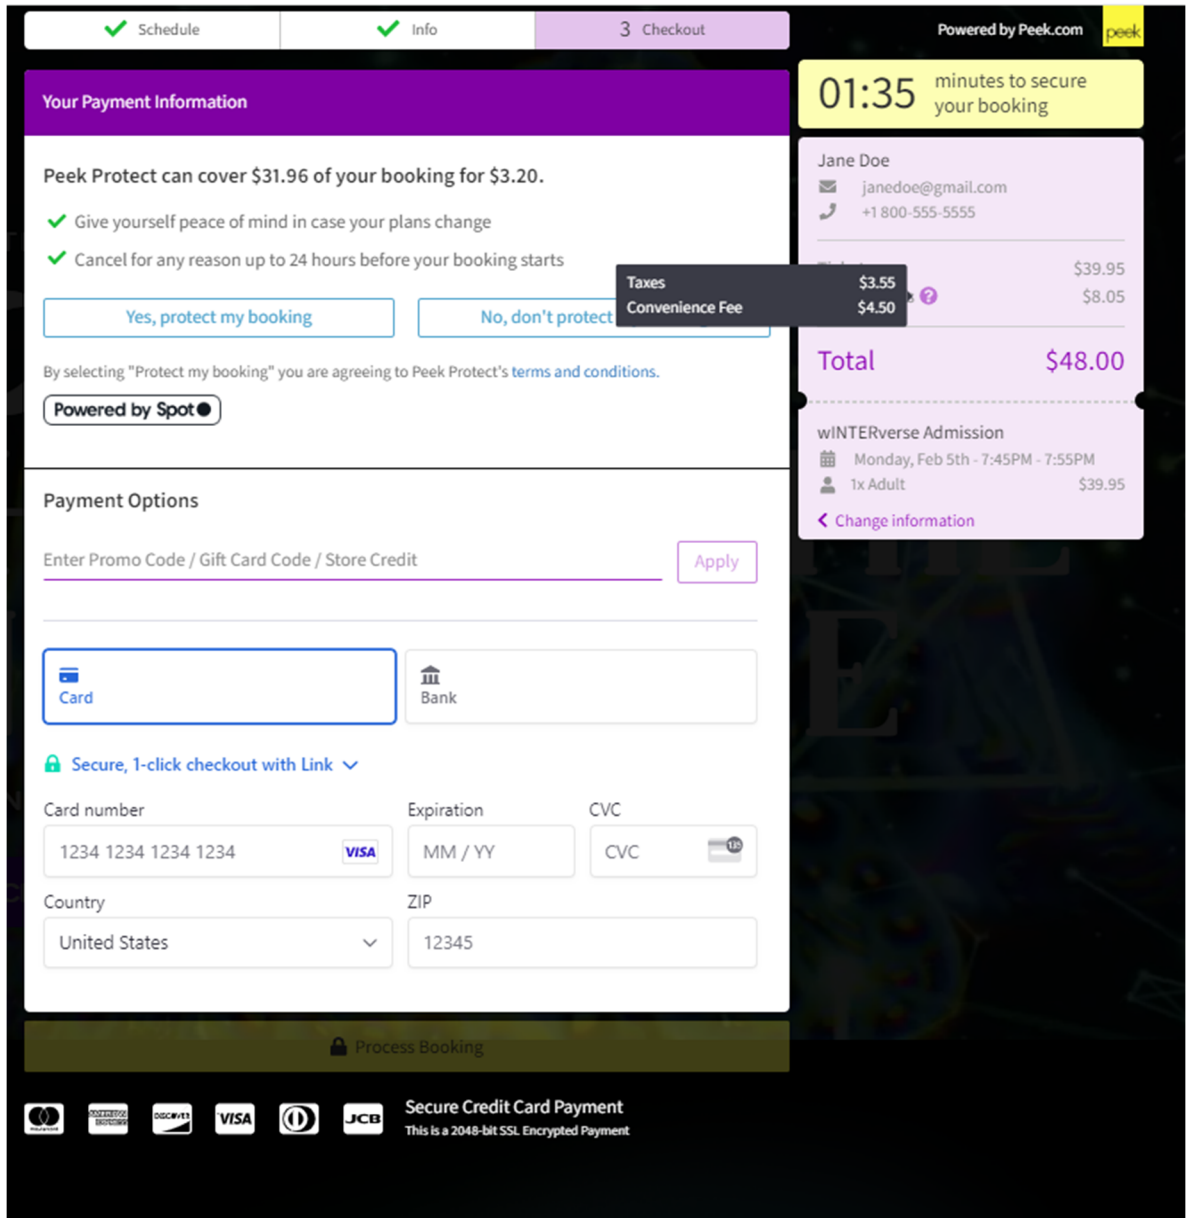 Schedule
Info
3 Checkout
Powered by Peek.com
peek
Your Payment Information
01:35 minutes to secure
your booking
Peek Protect can cover $31.96 of your booking for $3.20.
Give yourself peace of mind in case your plans change
Cancel for any reason up to 24 hours before your booking starts
Yes, protect my booking
No, don't protect
By selecting "Protect my booking" you are agreeing to Peek Protect's terms and conditions.
Powered by Spot
Jane Doe
janedoe@gmail.com
+1 800-555-5555
$39.95
Taxes $3.55
Convenience Fee $4.50
? $8.05
Total $48.00
wINTERverse Admission
Monday, Feb 5th - 7:45PM - 7:55PM
1x Adult $39.95
Change information
Payment Options
Enter Promo Code / Gift Card Code / Store Credit
Apply
Card
Bank
Secure, 1-click checkout with Link
Card number
Expiration
CVC
1234 1234 1234 1234
VISA
MM / YY
CVC
135
Country
ZIP
United States
12345
Process Booking
AMERICAN EXPRESS
DISCOVER
VISA
JCB
Secure Credit Card Payment
This is a 2048-bit SSL Encrypted Payment